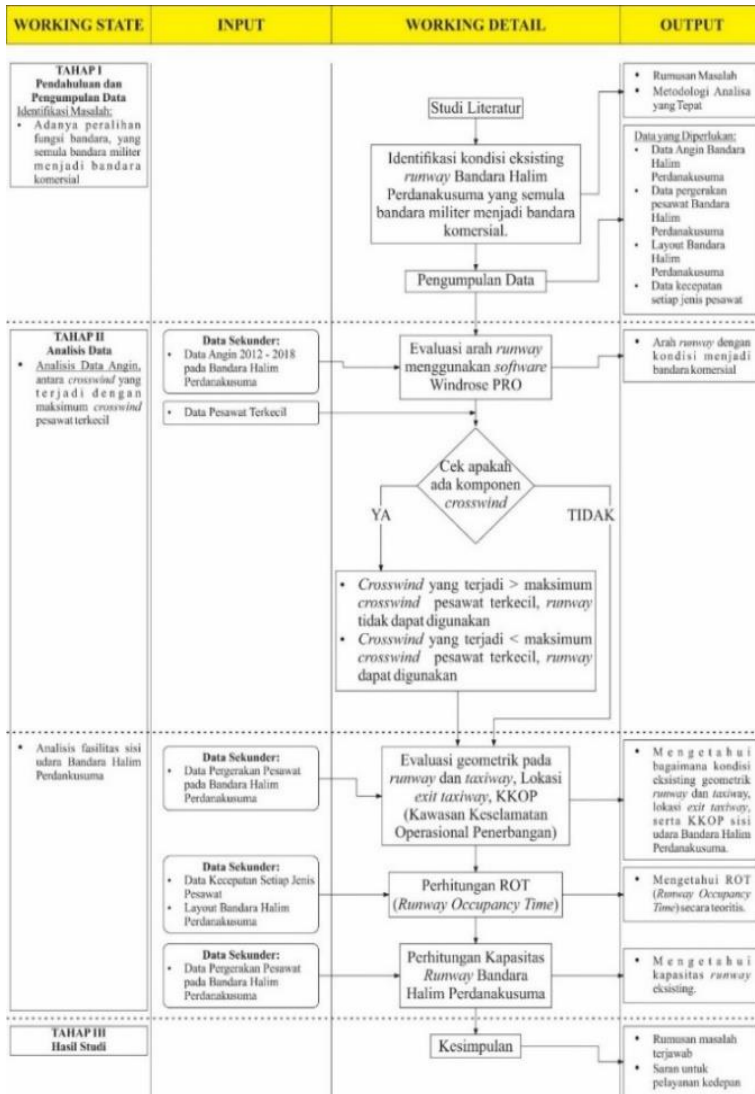 WORKING STATE
INPUT
WORKING DETAIL
OUTPUT
TAHAP I
Pendahuluan dan
Pengumpulan Data
Identifikasi Masalah:
• Adanya peralihan
fungsi bandara, yang
semula bandara militer
menjadi bandara
komersial
Studi Literatur
Identifikasi kondisi eksisting
runway Bandara Halim
Perdanakusuma yang semula
bandara militer menjadi bandara
komersial.
Pengumpulan Data
• Rumusan Masalah
• Metodologi Analisa
yang Tepat
Data yang Diperlukan:
• Data Angin Bandara
Halim
Perdanakusuma
• Data pergerakan
pesawat Bandara
Halim
Perdanakusuma
• Layout Bandara
Halim
Perdanakusuma
• Data kecepatan
setiap jenis pesawat
TAHAP II
Analisis Data
• Analisis Data Angin,
antara crosswind yang
terjadi dengan
maksimum crosswind
pesawat terkecil
Data Sekunder:
• Data Angin 2012 - 2018
pada Bandara Halim
Perdanakusuma
• Data Pesawat Terkecil
Evaluasi arah runway
menggunakan software
Windrose PRO
• Arah runway dengan
kondisi menjadi
bandara komersial
Cek apakah
ada komponen
crosswind
YA
TIDAK
• Crosswind yang terjadi > maksimum
crosswind pesawat terkecil, runway
tidak dapat digunakan
• Crosswind yang terjadi < maksimum
crosswind pesawat terkecil, runway
dapat digunakan
• Analisis fasilitas sisi
udara Bandara Halim
Perdankusuma
Data Sekunder:
• Data Pergerakan Pesawat
pada Bandara Halim
Perdanakusuma
Evaluasi geometrik pada
runway dan taxiway, Lokasi
exit taxiway, KKOP
(Kawasan Keselamatan
Operasional Penerbangan)
• Mengetahui
bagaimana kondisi
eksisting geometrik
runway dan taxiway,
lokasi exit taxiway,
serta KKOP sisi
udara Bandara Halim
Perdanakusuma.
Data Sekunder:
• Data Kecepatan Setiap Jenis
Pesawat
• Layout Bandara Halim
Perdanakusuma
Perhitungan ROT
(Runway Occupancy Time)
• Mengetahui ROT
(Runway Occupancy
Time) secara teoritis.
Data Sekunder:
• Data Pergerakan Pesawat
pada Bandara Halim
Perdanakusuma
Perhitungan Kapasitas
Runway Bandara
Halim Perdanakusuma
• Mengetahui
kapasitas runway
eksisting.
TAHAP III
Hasil Studi
Kesimpulan
• Rumusan masalah
terjawab
• Saran untuk
pelayanan kedepan